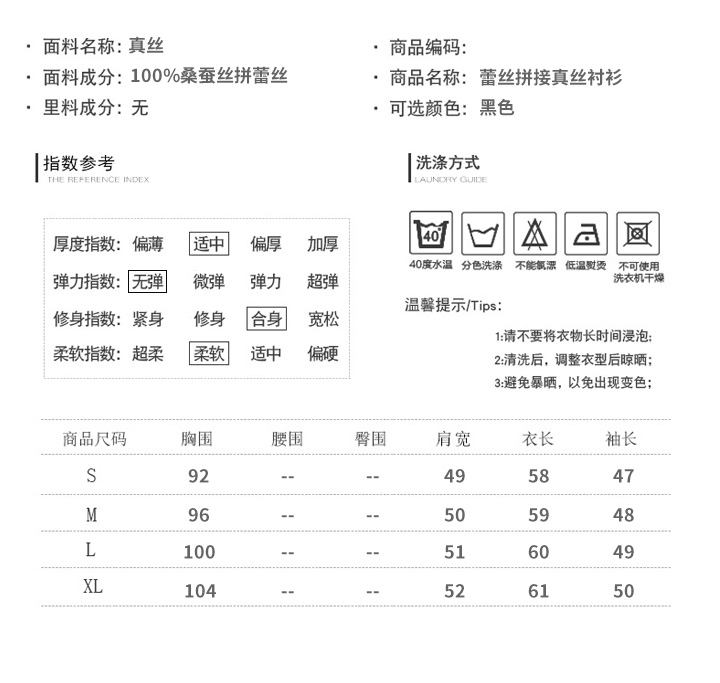 · 面料名称：真丝
· 商品编码：
· 面料成分：100%桑蚕丝拼蕾丝
· 商品名称：蕾丝拼接真丝衬衫
· 里料成分：无
· 可选颜色：黑色
指数参考
THE REFERENCE INDEX
洗涤方式
LAUNDRY GUIDE
厚度指数：偏薄 适中 偏厚 加厚
弹力指数：无弹 微弹 弹力 超弹
修身指数：紧身 修身 合身 宽松
柔软指数：超柔 柔软 适中 偏硬
40
40度水温 分色洗涤 不能氯漂 低温熨烫 不可使用
洗衣机干燥
温馨提示/Tips：
1:请不要将衣物长时间浸泡;
2:清洗后，调整衣型后晾晒；
3:避免暴晒，以免出现变色；
商品尺码 胸围 腰围 臀围 肩宽 衣长 袖长
S 92 -- -- 49 58 47
M 96 -- -- 50 59 48
L 100 -- -- 51 60 49
XL 104 -- -- 52 61 50